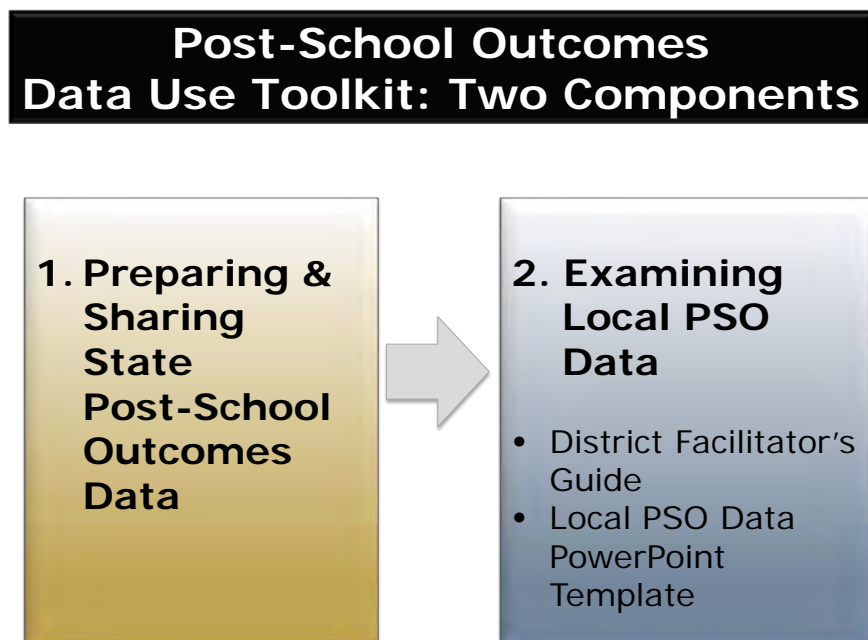 Post-School Outcomes
Data Use Toolkit: Two Components
1. Preparing &
Sharing
State
Post-School
Outcomes
Data
2. Examining
Local PSO
Data
• District Facilitator's
Guide
• Local PSO Data
PowerPoint
Template